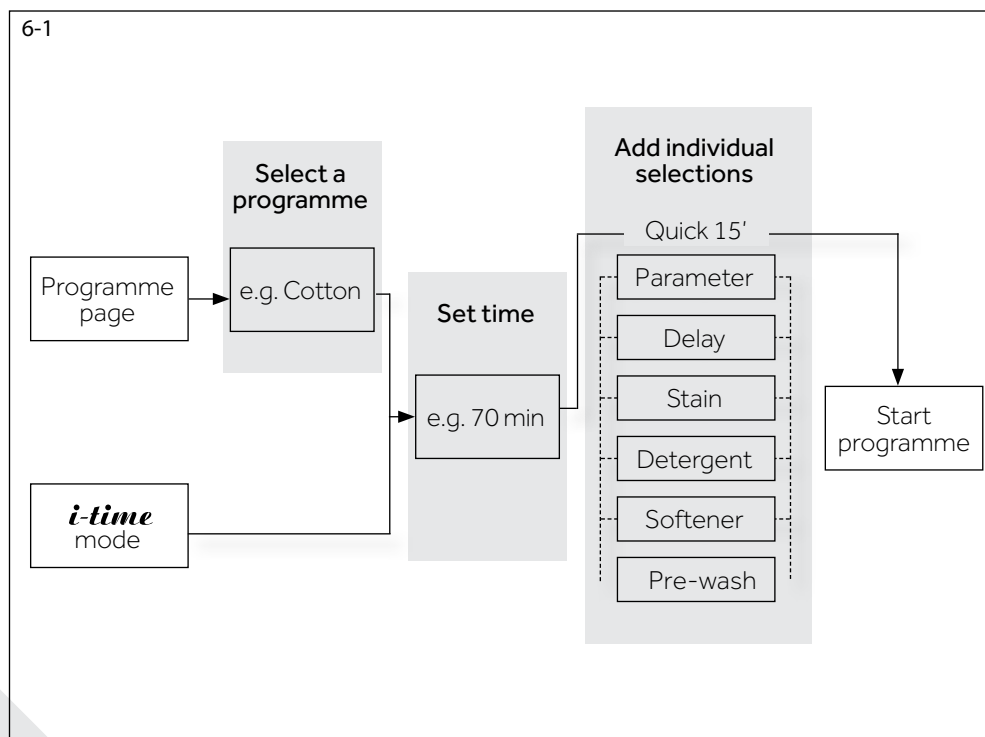 6-1
Select a
programme
Programme
page
e.g. Cotton
i-time
mode
Set time
e.g. 70 min
Add individual
selections
Quick 15'
Parameter
Delay
Stain
Detergent
Softener
Pre-wash
Start
programme